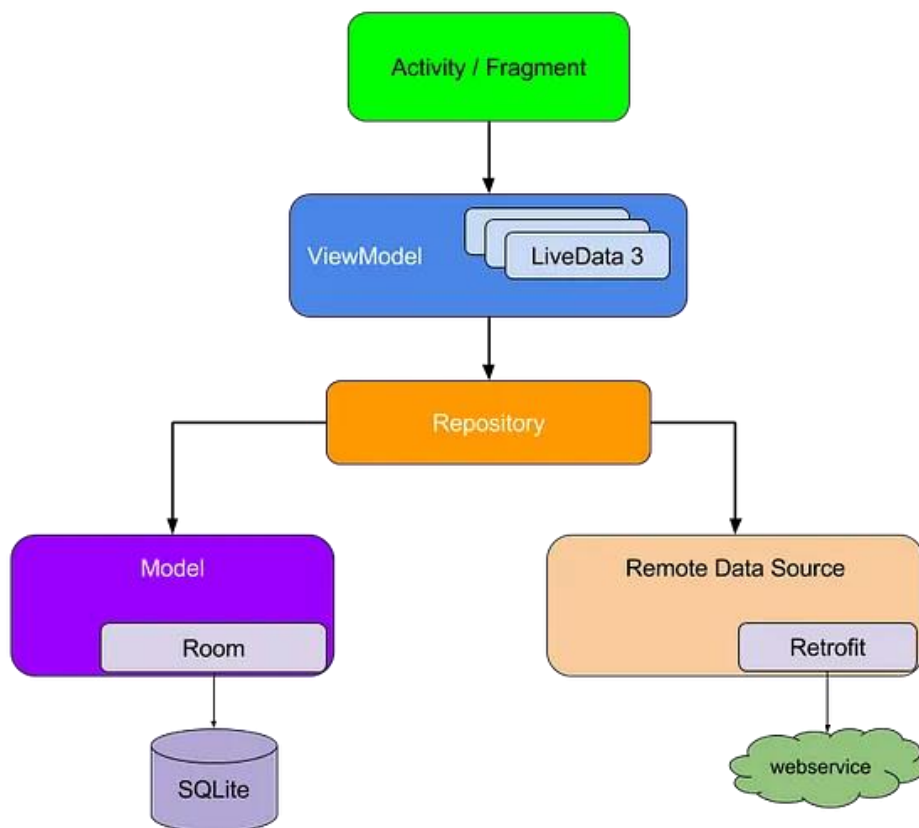 Activity / Fragment
ViewModel
LiveData 3
Repository
Model
Room
Remote Data Source
Retrofit
SQLite
webservice